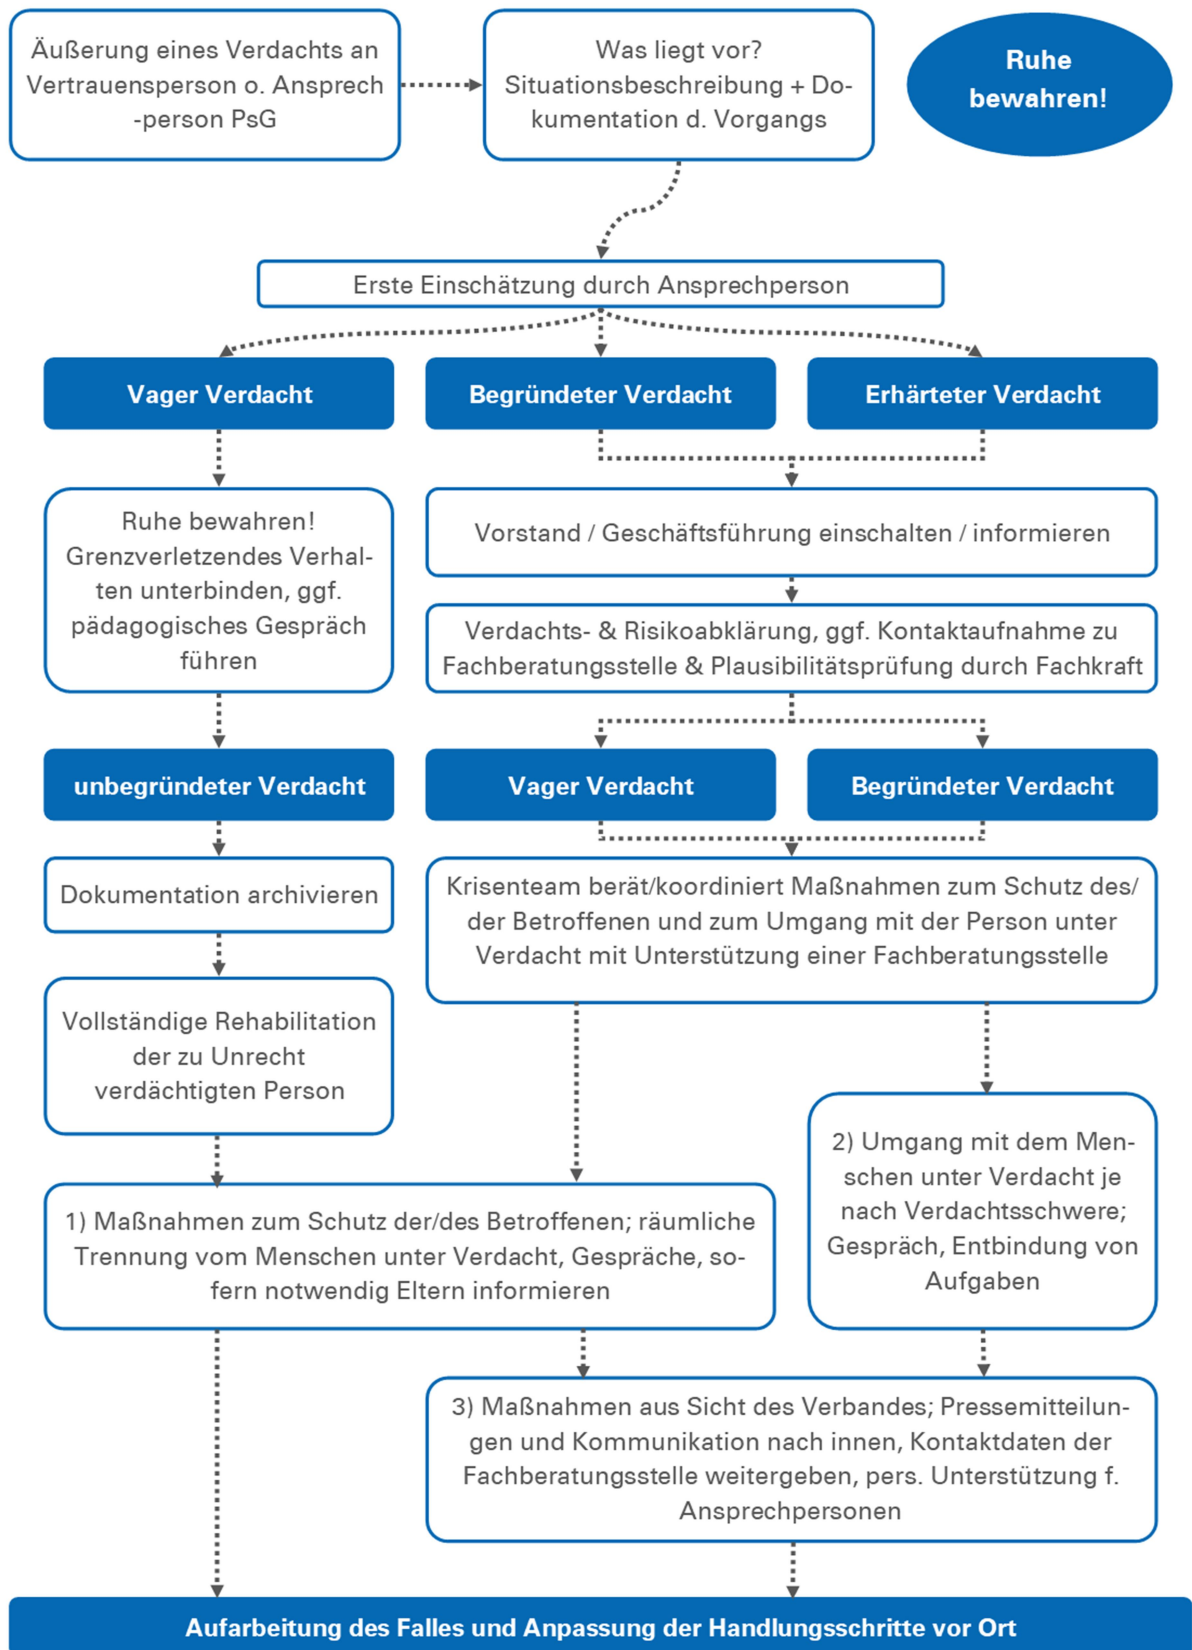 Äußerung eines Verdachts an
Vertrauensperson o. Ansprech
-person PsG
Was liegt vor?
Situationsbeschreibung + Do-
kumentation d. Vorgangs
Ruhe
bewahren!
Erste Einschätzung durch Ansprechperson
Vager Verdacht
Begründeter Verdacht
Erhärteter Verdacht
Ruhe bewahren!
Grenzverletzendes Verhal-
ten unterbinden, ggf.
pädagogisches Gespräch
führen
Vorstand / Geschäftsführung einschalten / informieren
Verdachts- & Risikoabklärung, ggf. Kontaktaufnahme zu
Fachberatungsstelle & Plausibilitätsprüfung durch Fachkraft
unbegründeter Verdacht
Vager Verdacht
Begründeter Verdacht
Dokumentation archivieren
Krisenteam berät/koordiniert Maßnahmen zum Schutz des/
der Betroffenen und zum Umgang mit der Person unter
Verdacht mit Unterstützung einer Fachberatungsstelle
Vollständige Rehabilitation
der zu Unrecht
verdächtigten Person
2) Umgang mit dem Men-
schen unter Verdacht je
nach Verdachtsschwere;
Gespräch, Entbindung von
Aufgaben
1) Maßnahmen zum Schutz der/des Betroffenen; räumliche
Trennung vom Menschen unter Verdacht, Gespräche, so-
fern notwendig Eltern informieren
3) Maßnahmen aus Sicht des Verbandes; Pressemitteilun-
gen und Kommunikation nach innen, Kontaktdaten der
Fachberatungsstelle weitergeben, pers. Unterstützung f.
Ansprechpersonen
Aufarbeitung des Falles und Anpassung der Handlungsschritte vor Ort